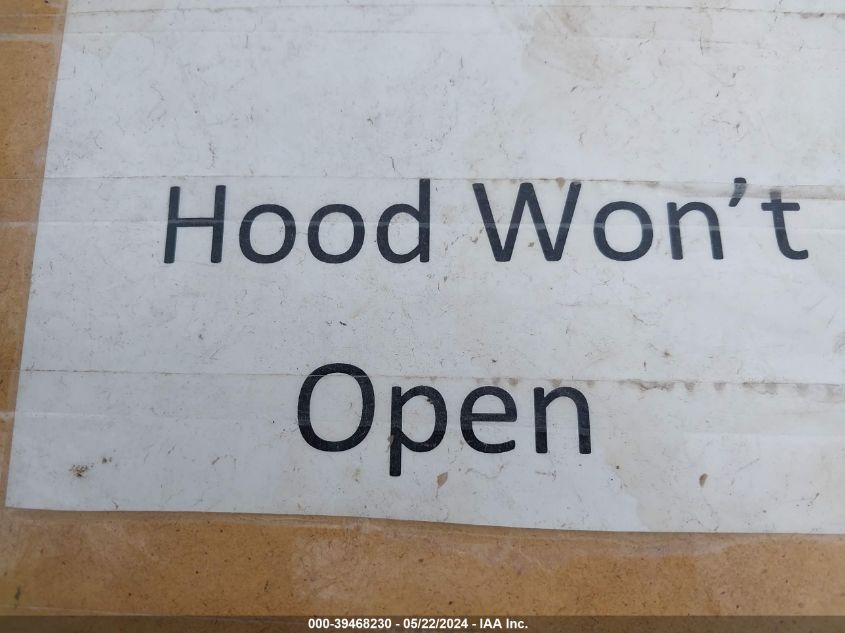 Hood Won’t
Open
000-39468230 - 05/22/2024 - IAA Inc.